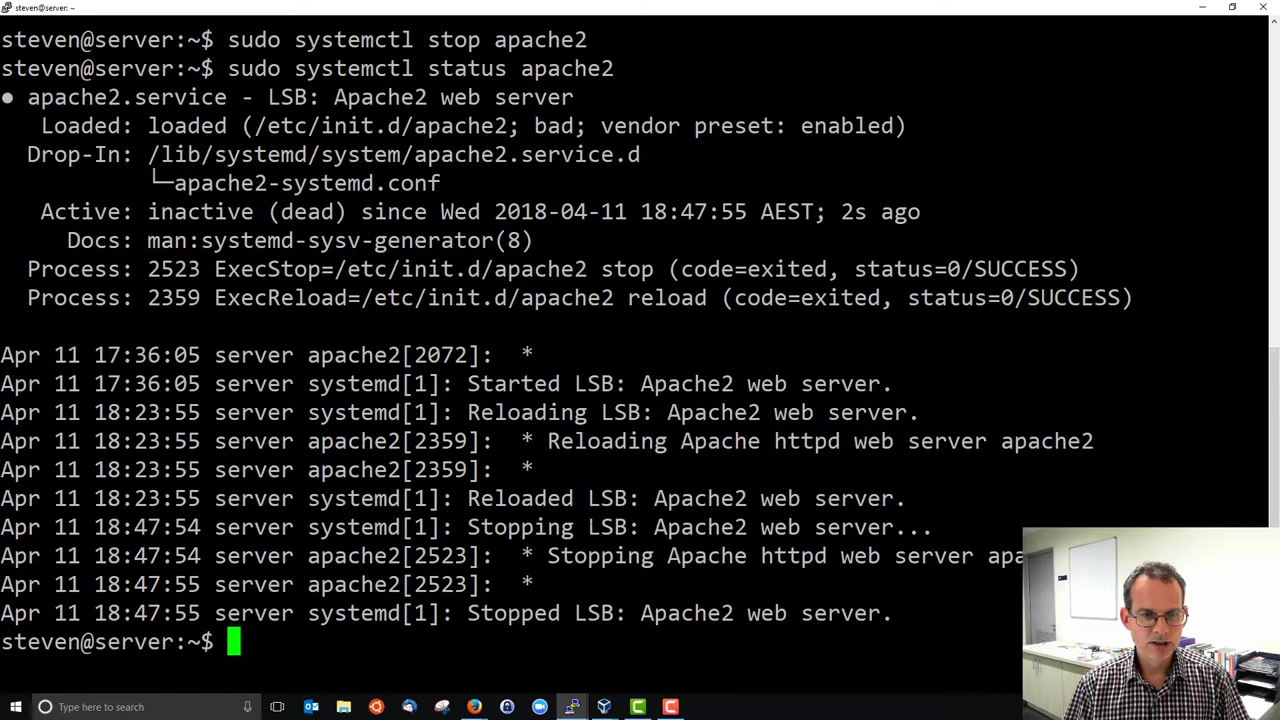 steven@server: ~
steven@server:~$ sudo systemctl stop apache2
steven@server:~$ sudo systemctl status apache2
● apache2.service - LSB: Apache2 web server
Loaded: loaded (/etc/init.d/apache2; bad; vendor preset: enabled)
Drop-In: /lib/systemd/system/apache2.service.d
└─apache2-systemd.conf
Active: inactive (dead) since Wed 2018-04-11 18:47:55 AEST; 2s ago
Docs: man:systemd-sysv-generator(8)
Process: 2523 ExecStop=/etc/init.d/apache2 stop (code=exited, status=0/SUCCESS)
Process: 2359 ExecReload=/etc/init.d/apache2 reload (code=exited, status=0/SUCCESS)
Apr 11 17:36:05 server apache2[2072]:  *
Apr 11 17:36:05 server systemd[1]: Started LSB: Apache2 web server.
Apr 11 18:23:55 server systemd[1]: Reloading LSB: Apache2 web server.
Apr 11 18:23:55 server apache2[2359]:  * Reloading Apache httpd web server apache2
Apr 11 18:23:55 server apache2[2359]:  *
Apr 11 18:23:55 server systemd[1]: Reloaded LSB: Apache2 web server.
Apr 11 18:47:54 server systemd[1]: Stopping LSB: Apache2 web server...
Apr 11 18:47:54 server apache2[2523]:  * Stopping Apache httpd web server apa
Apr 11 18:47:55 server apache2[2523]:  *
Apr 11 18:47:55 server systemd[1]: Stopped LSB: Apache2 web server.
steven@server:~$
Type here to search